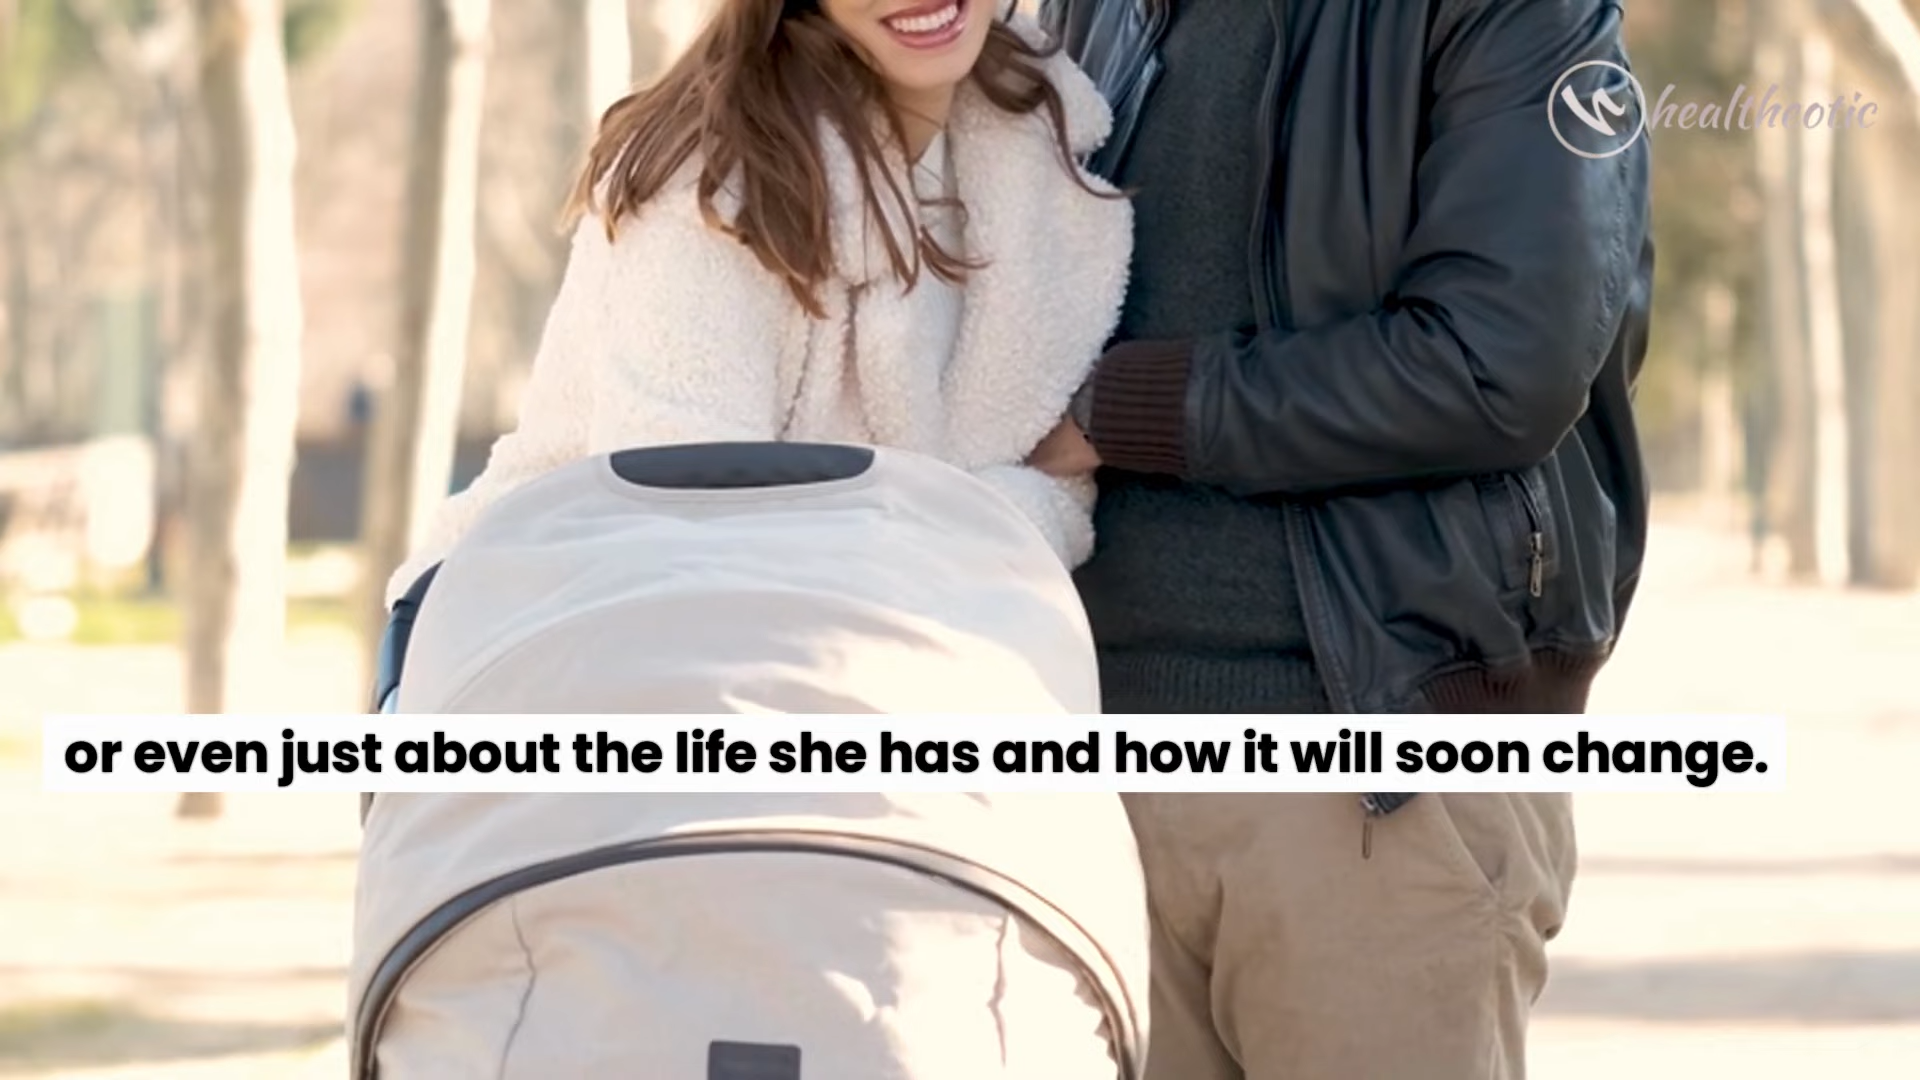 healtheotic
or even just about the life she has and how it will soon change.